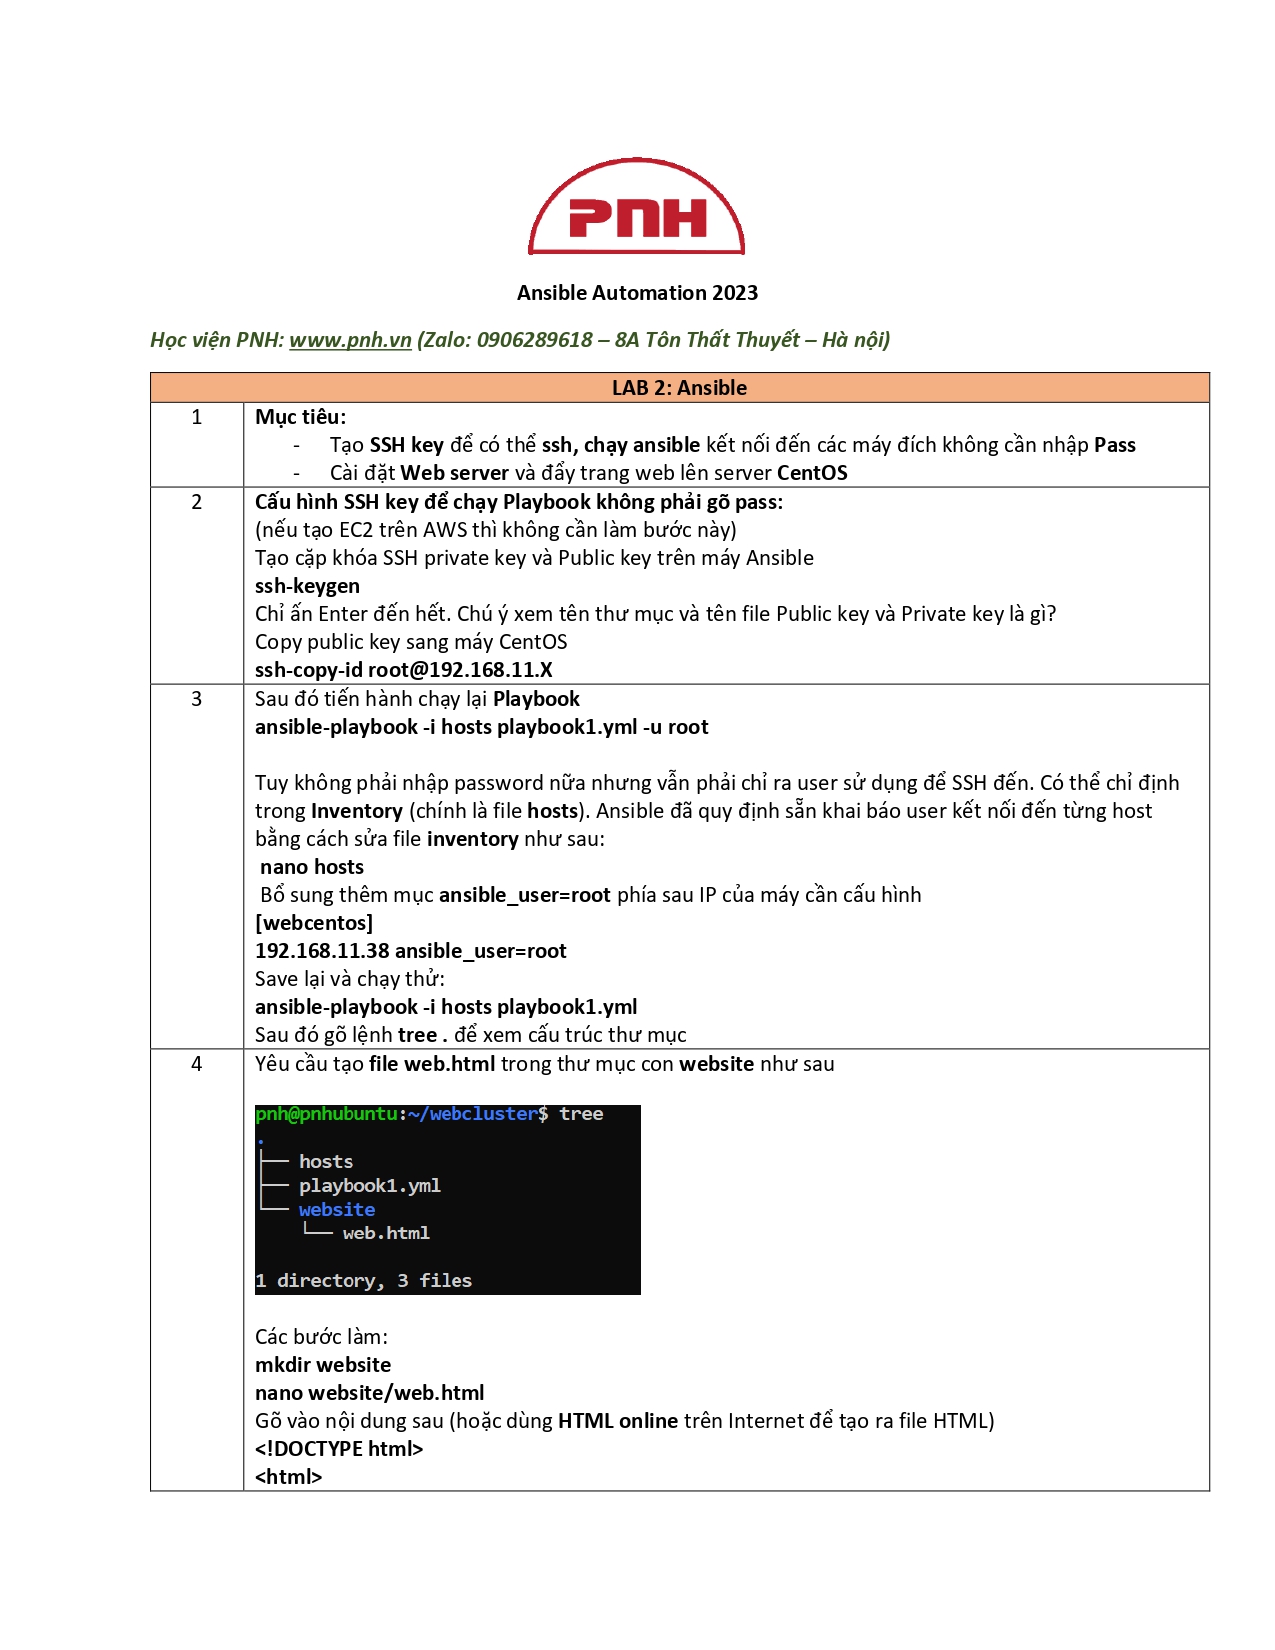 PNH
Ansible Automation 2023
Học viện PNH: www.pnh.vn (Zalo: 0906289618 – 8A Tôn Thất Thuyết – Hà nội)
LAB 2: Ansible
1
Mục tiêu:
- Tạo SSH key để có thể ssh, chạy ansible kết nối đến các máy đích không cần nhập Pass
- Cài đặt Web server và đẩy trang web lên server CentOS
2
Cấu hình SSH key để chạy Playbook không phải gõ pass:
(nếu tạo EC2 trên AWS thì không cần làm bước này)
Tạo cặp khóa SSH private key và Public key trên máy Ansible
ssh-keygen
Chỉ ấn Enter đến hết. Chú ý xem tên thư mục và tên file Public key và Private key là gì?
Copy public key sang máy CentOS
ssh-copy-id root@192.168.11.X
3
Sau đó tiến hành chạy lại Playbook
ansible-playbook -i hosts playbook1.yml -u root
Tuy không phải nhập password nữa nhưng vẫn phải chỉ ra user sử dụng để SSH đến. Có thể chỉ định
trong Inventory (chính là file hosts). Ansible đã quy định sẵn khai báo user kết nối đến từng host
bằng cách sửa file inventory như sau:
nano hosts
Bổ sung thêm mục ansible_user=root phía sau IP của máy cần cấu hình
[webcentos]
192.168.11.38 ansible_user=root
Save lại và chạy thử:
ansible-playbook -i hosts playbook1.yml
Sau đó gõ lệnh tree . để xem cấu trúc thư mục
4
Yêu cầu tạo file web.html trong thư mục con website như sau
pnh@pnhubuntu:~/webcluster$ tree
.
├── hosts
├── playbook1.yml
└── website
    └── web.html
1 directory, 3 files
Các bước làm:
mkdir website
nano website/web.html
Gõ vào nội dung sau (hoặc dùng HTML online trên Internet để tạo ra file HTML)
<!DOCTYPE html>
<html>